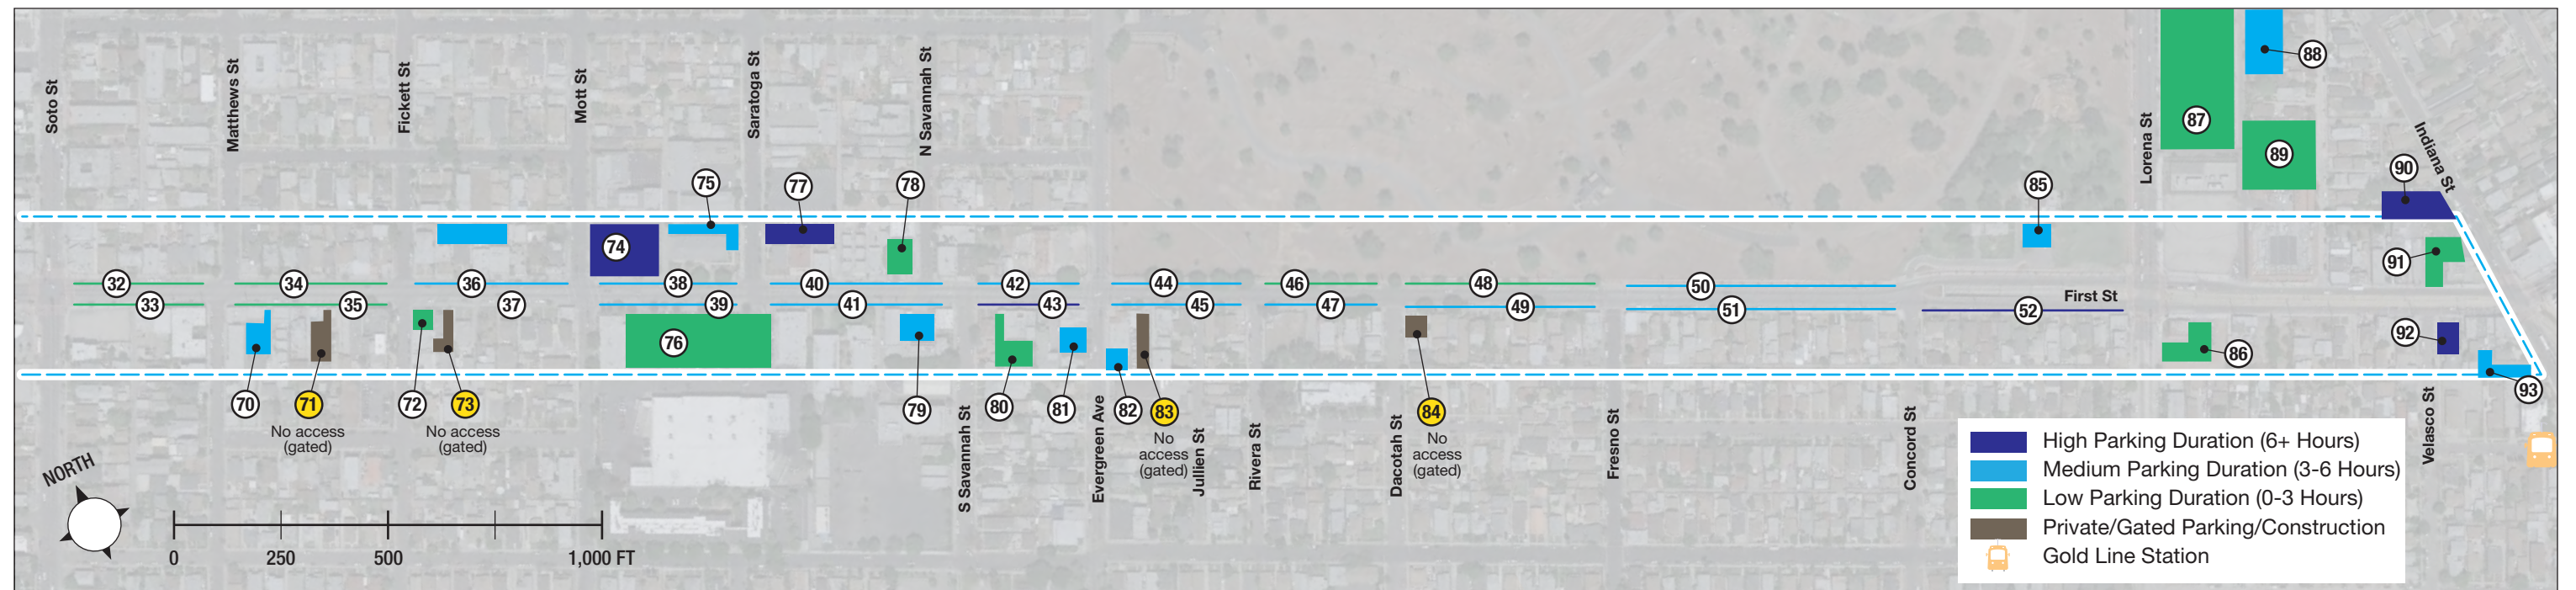 Soto St
Matthews St
Fickett St
Mott St
Saratoga St
N Savannah St
Lorena St
Indiana St
88
87
89
90
75
77
78
85
74
91
32
34
36
38
40
42
44
46
48
50
First St
33
35
37
39
41
43
45
47
49
51
52
76
92
86
70
71
72
73
79
80
81
82
83
84
93
No access
(gated)
No access
(gated)
No
access
(gated)
No
access
(gated)
S Savannah St
Evergreen Ave
Jullien St
Rivera St
Dacotah St
Fresno St
Concord St
Velasco St
NORTH
0 250 500 1,000 FT
High Parking Duration (6+ Hours)
Medium Parking Duration (3-6 Hours)
Low Parking Duration (0-3 Hours)
Private/Gated Parking/Construction
Gold Line Station